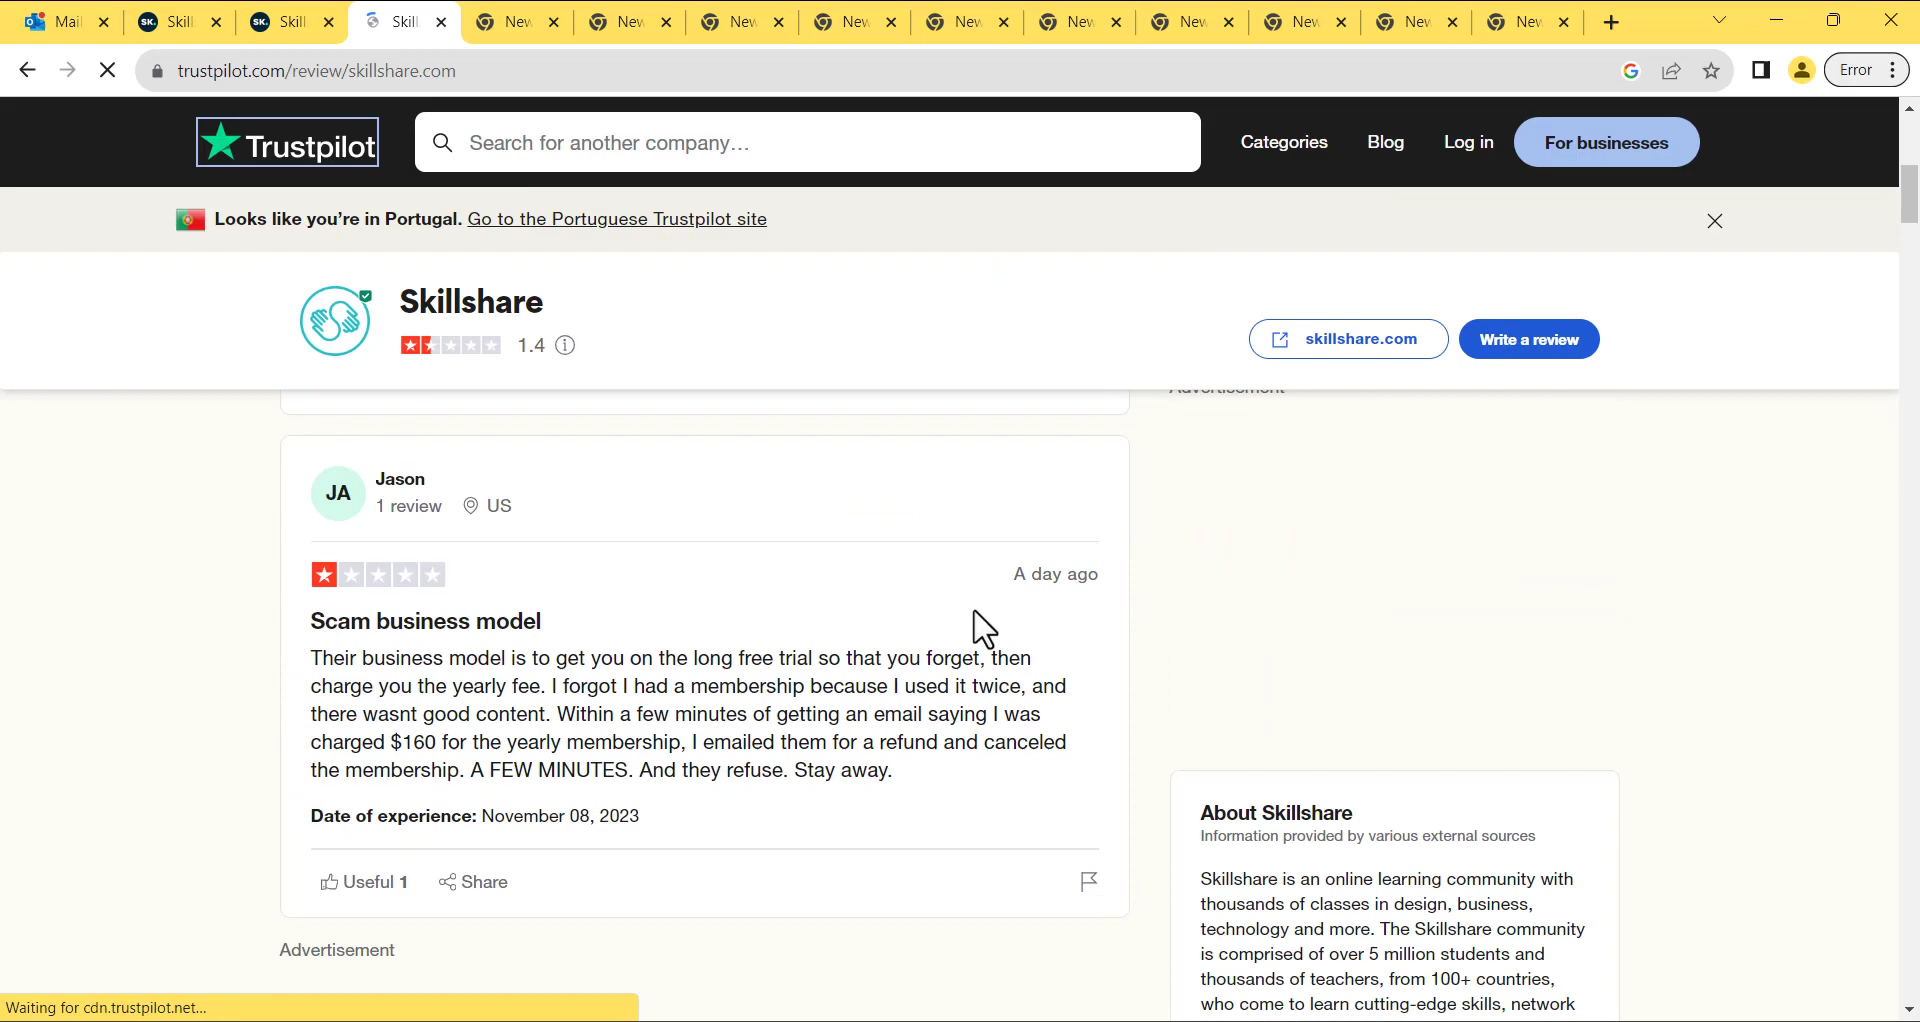 Mail
Skill
Skill
Skill
New
New
New
New
New
New
New
New
New
New
trustpilot.com/review/skillshare.com
Error
Trustpilot
Search for another company...
Categories
Blog
Log in
For businesses
Looks like you're in Portugal. Go to the Portuguese Trustpilot site
Skillshare
1.4
skillshare.com
Write a review
Advertisement
JA
Jason
1 review
US
A day ago
Scam business model
Their business model is to get you on the long free trial so that you forget, then
charge you the yearly fee. I forgot I had a membership because I used it twice, and
there wasnt good content. Within a few minutes of getting an email saying I was
charged $160 for the yearly membership, I emailed them for a refund and canceled
the membership. A FEW MINUTES. And they refuse. Stay away.
Date of experience: November 08, 2023
Useful 1
Share
Advertisement
About Skillshare
Information provided by various external sources
Skillshare is an online learning community with
thousands of classes in design, business,
technology and more. The Skillshare community
is comprised of over 5 million students and
thousands of teachers, from 100+ countries,
who come to learn cutting-edge skills, network
Waiting for cdn.trustpilot.net...